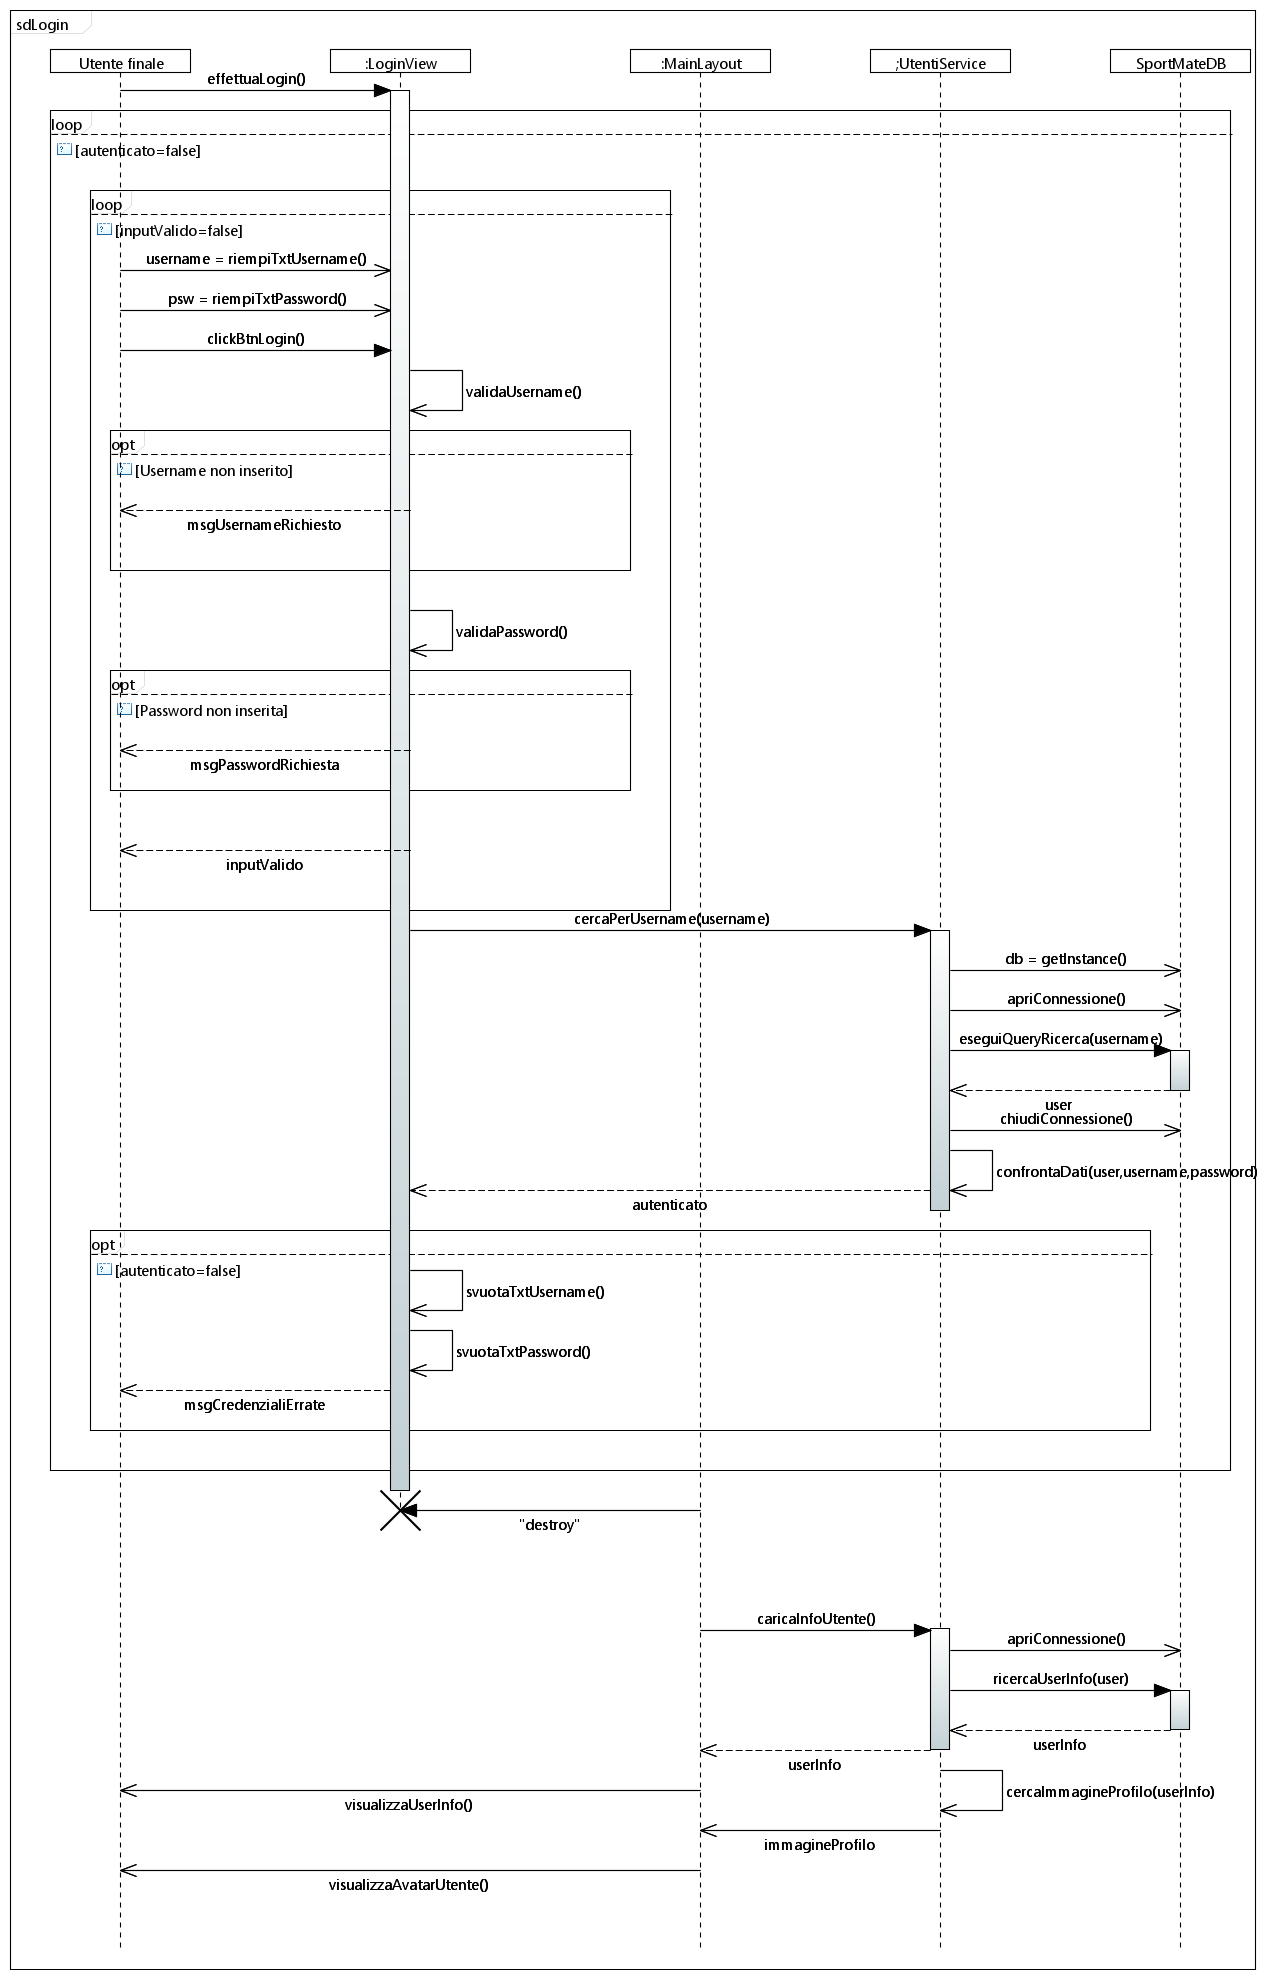 sdLogin
Utente finale
:LoginView
:MainLayout
;UtentiService
SportMateDB
effettuaLogin()
loop
[autenticato=false]
loop
[inputValido=false]
username = riempiTxtUsername()
psw = riempiTxtPassword()
clickBtnLogin()
validaUsername()
opt
[Username non inserito]
msgUsernameRichiesto
validaPassword()
opt
[Password non inserita]
msgPasswordRichiesta
inputValido
cercaPerUsername(username)
db = getInstance()
apriConnessione()
eseguiQueryRicerca(username)
user
chiudiConnessione()
confrontaDati(user,username,password)
autenticato
opt
[autenticato=false]
svuotaTxtUsername()
svuotaTxtPassword()
msgCredenzialiErrate
"destroy"
caricaInfoUtente()
apriConnessione()
ricercaUserInfo(user)
userInfo
userInfo
cercaImmagineProfilo(userInfo)
visualizzaUserInfo()
immagineProfilo
visualizzaAvatarUtente()